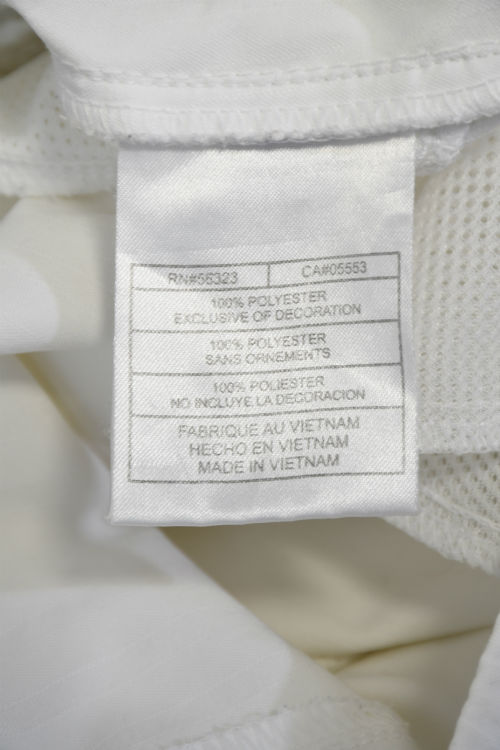 RN#56323 CA#05553
100% POLYESTER
EXCLUSIVE OF DECORATION
100% POLYESTER
SANS ORNEMENTS
100% POLIESTER
NO INCLUYE LA DECORACION
FABRIQUE AU VIETNAM
HECHO EN VIETNAM
MADE IN VIETNAM